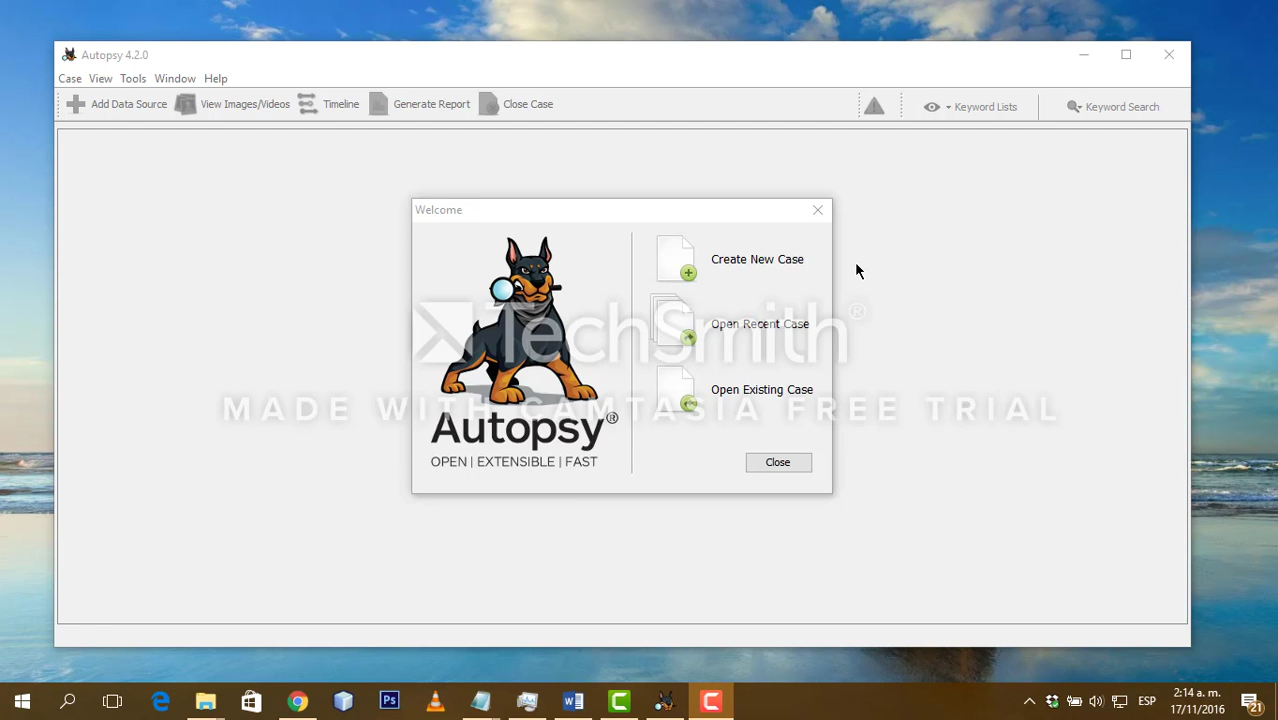 Autopsy 4.2.0
Case View Tools Window Help
Add Data Source View Images/Videos Timeline Generate Report Close Case Keyword Lists Keyword Search
Welcome
Create New Case
Open Recent Case
TechSmith®
Open Existing Case
MADE WITH CAMTASIA FREE TRIAL
Autopsy®
OPEN | EXTENSIBLE | FAST
Close
Ps
W
C
C
ESP
2:14 a. m.
17/11/2016
21